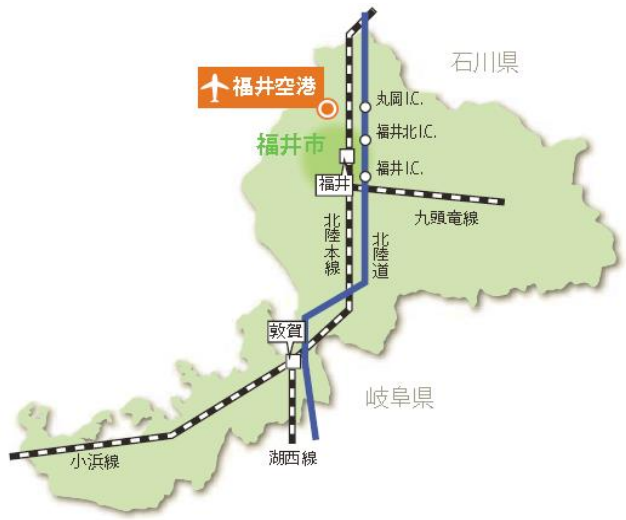 石川県
福井空港
丸岡I.C.
福井北I.C.
福井市
福井I.C.
福井
九頭竜線
北陸本線
北陸道
敦賀
岐阜県
小浜線
湖西線